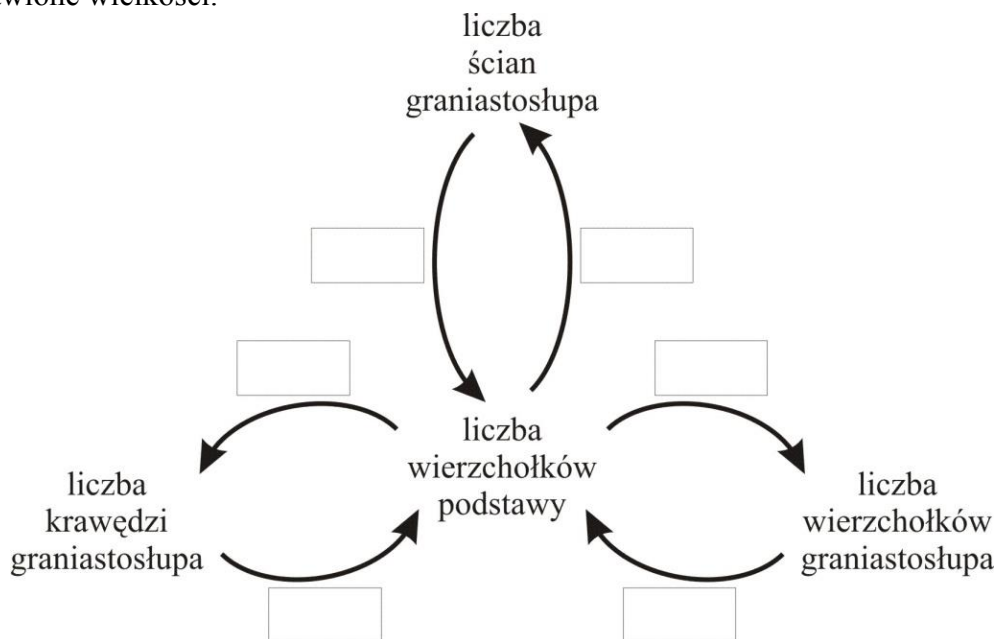 liczba
ścian
graniastosłupa
liczba
wierzchołków
podstawy
liczba
krawędzi
graniastosłupa
liczba
wierzchołków
graniastosłupa